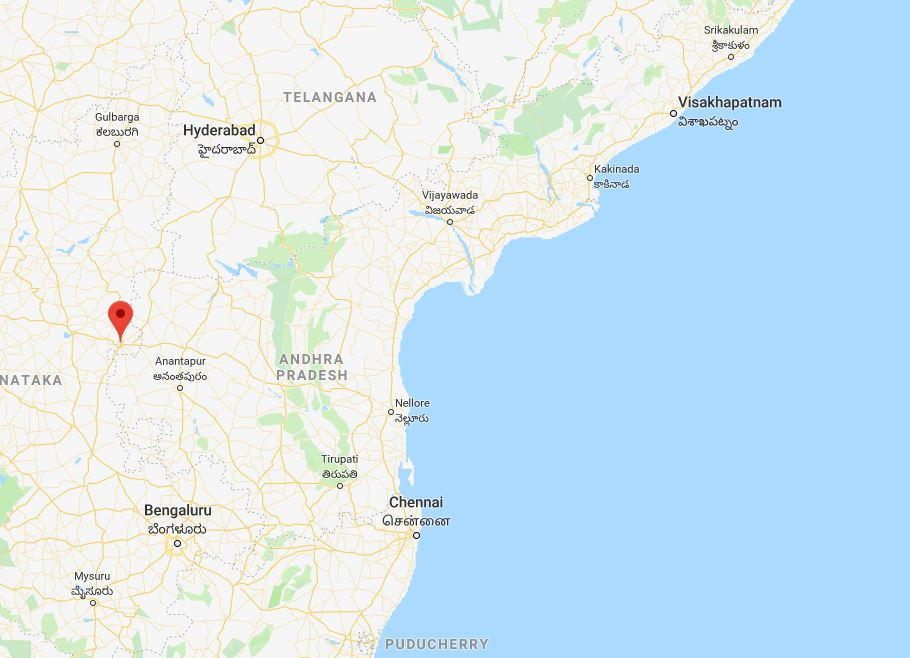 Srikakulam
శ్రీకాకుళం
TELANGANA
Visakhapatnam
విశాఖపట్నం
Gulbarga
ಕಲಬುರಗಿ
Hyderabad
హైదరాబాద్
Kakinada
కాకినాడ
Vijayawada
విజయవాడ
Anantapur
అనంతపురం
ANDHRA
PRADESH
NATAKA
Nellore
నెల్లూరు
Tirupati
తిరుపతి
Chennai
சென்னை
Bengaluru
ಬೆಂಗಳೂರು
Mysuru
ಮೈಸೂರು
PUDUCHERRY